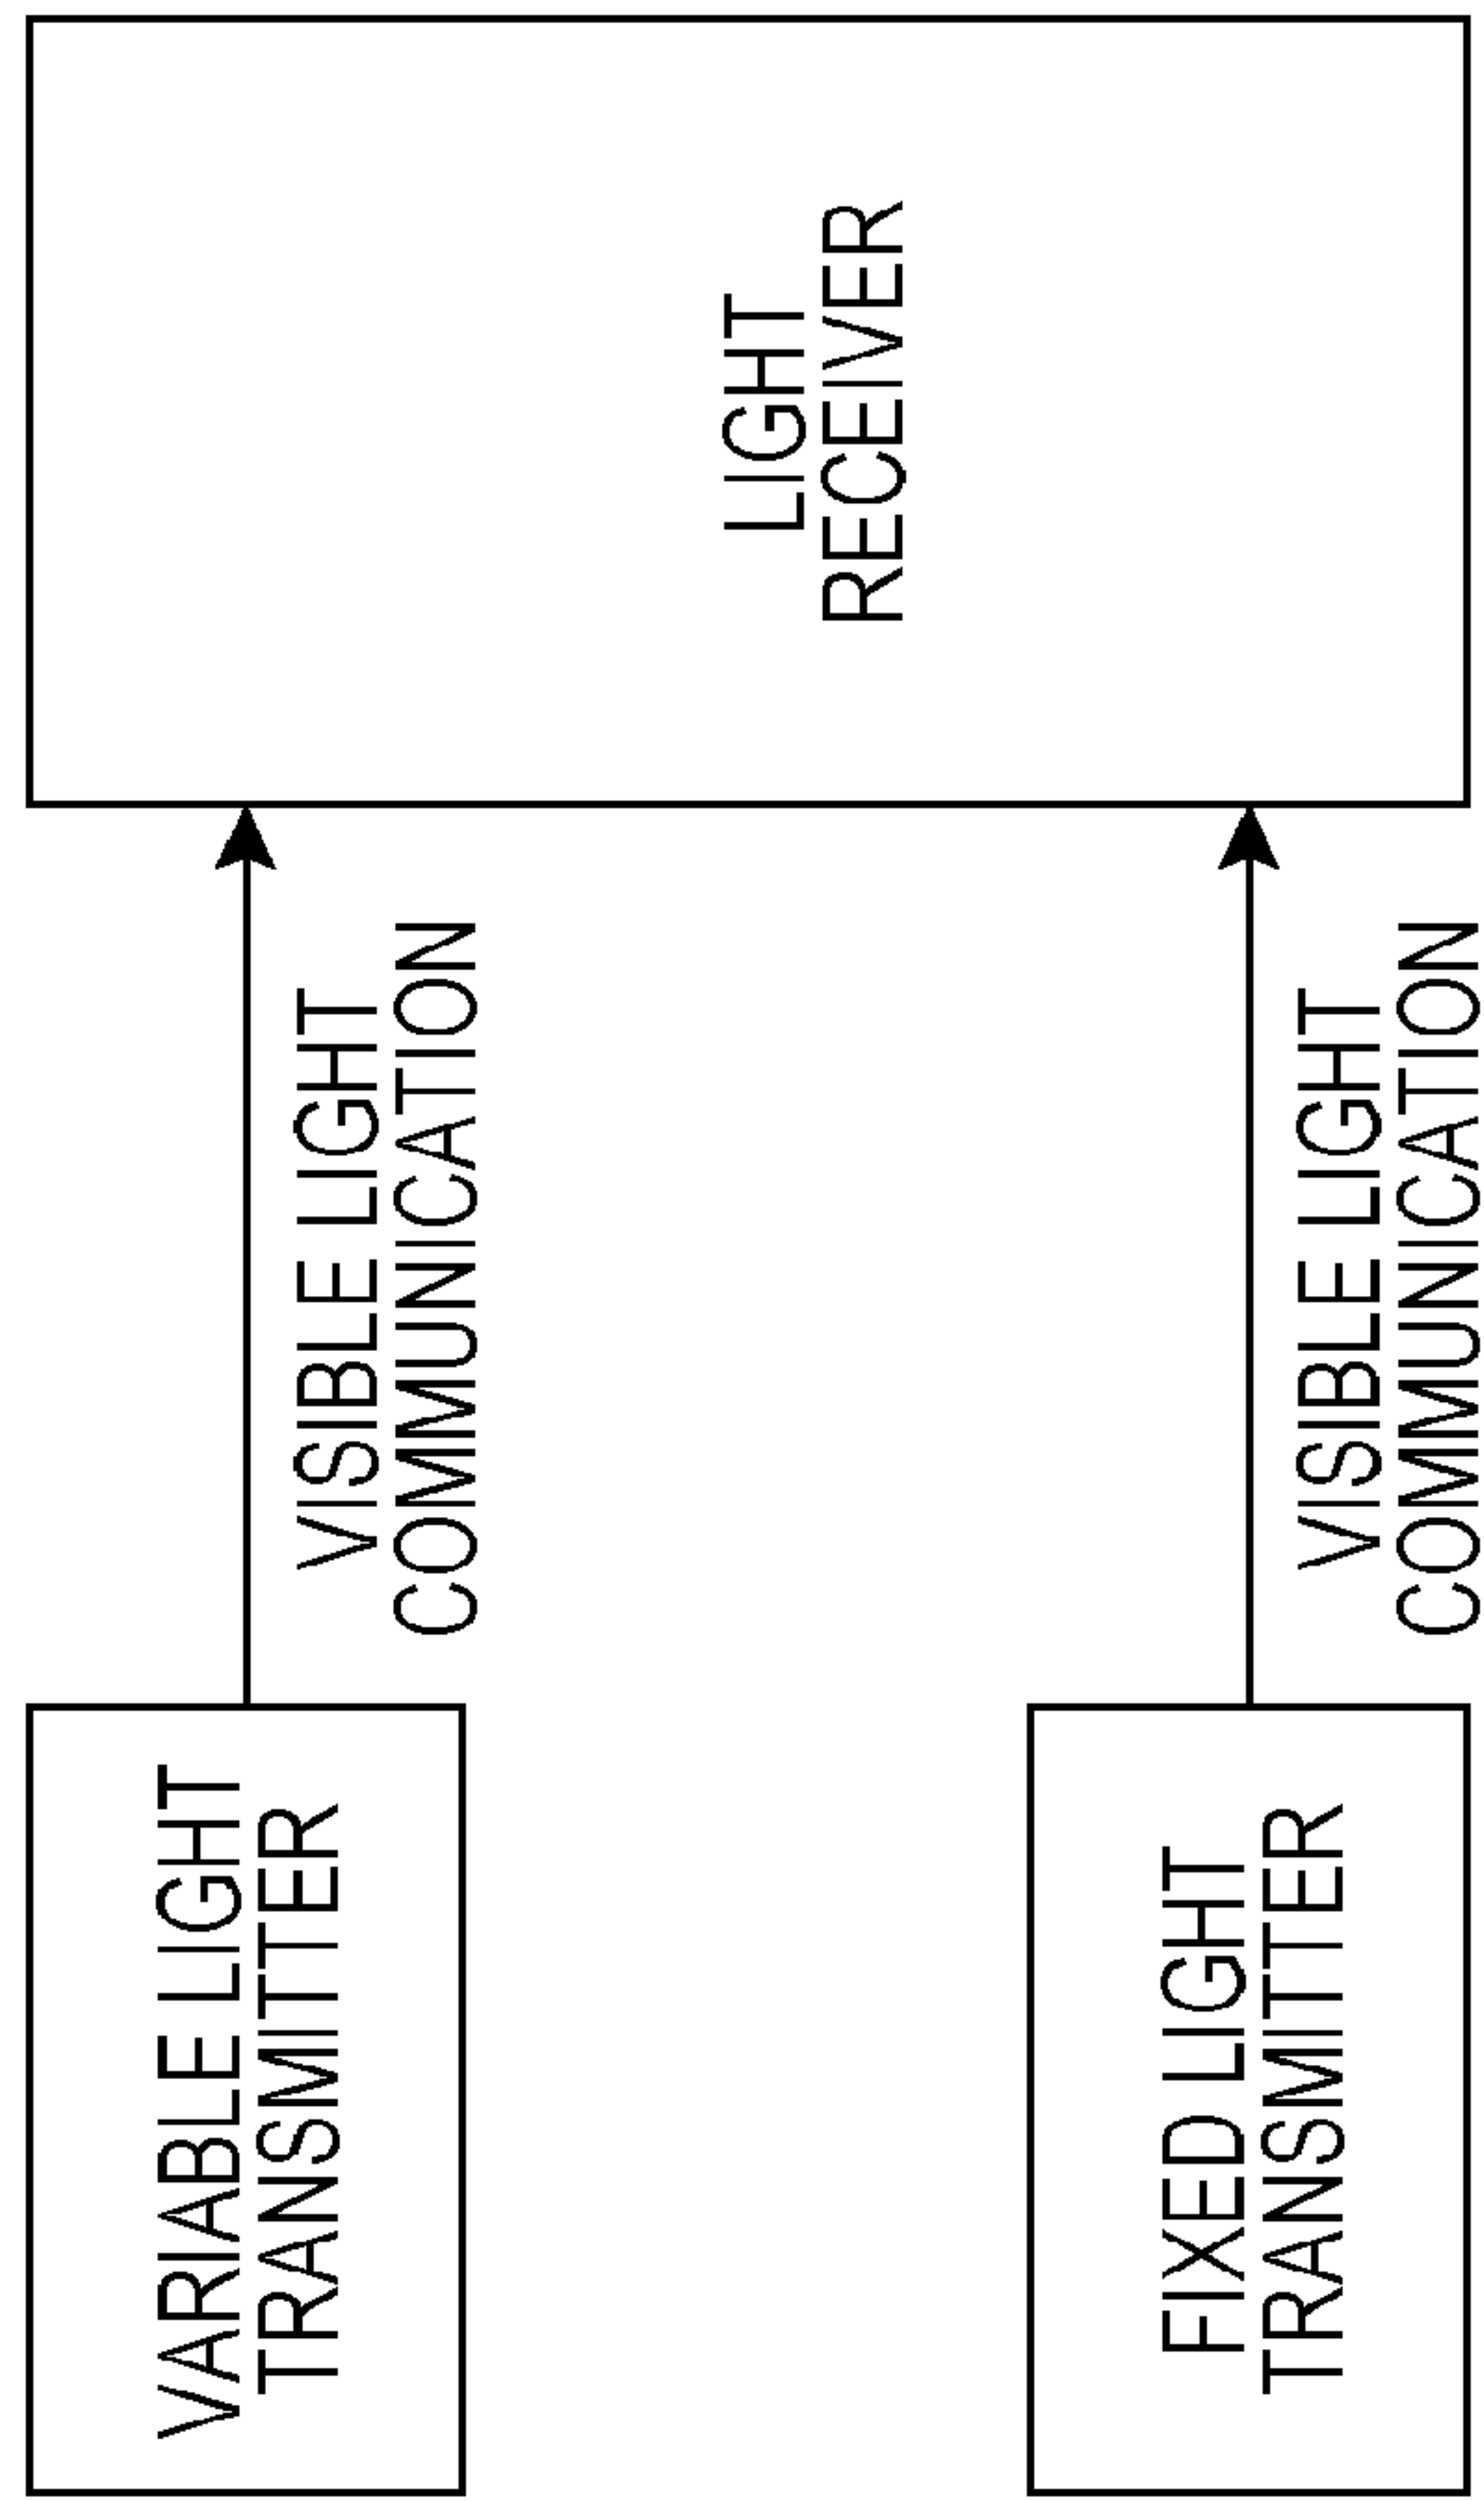 VARIABLE LIGHT
TRANSMITTER
VISIBLE LIGHT
COMMUNICATION
LIGHT
RECEIVER
FIXED LIGHT
TRANSMITTER
VISIBLE LIGHT
COMMUNICATION